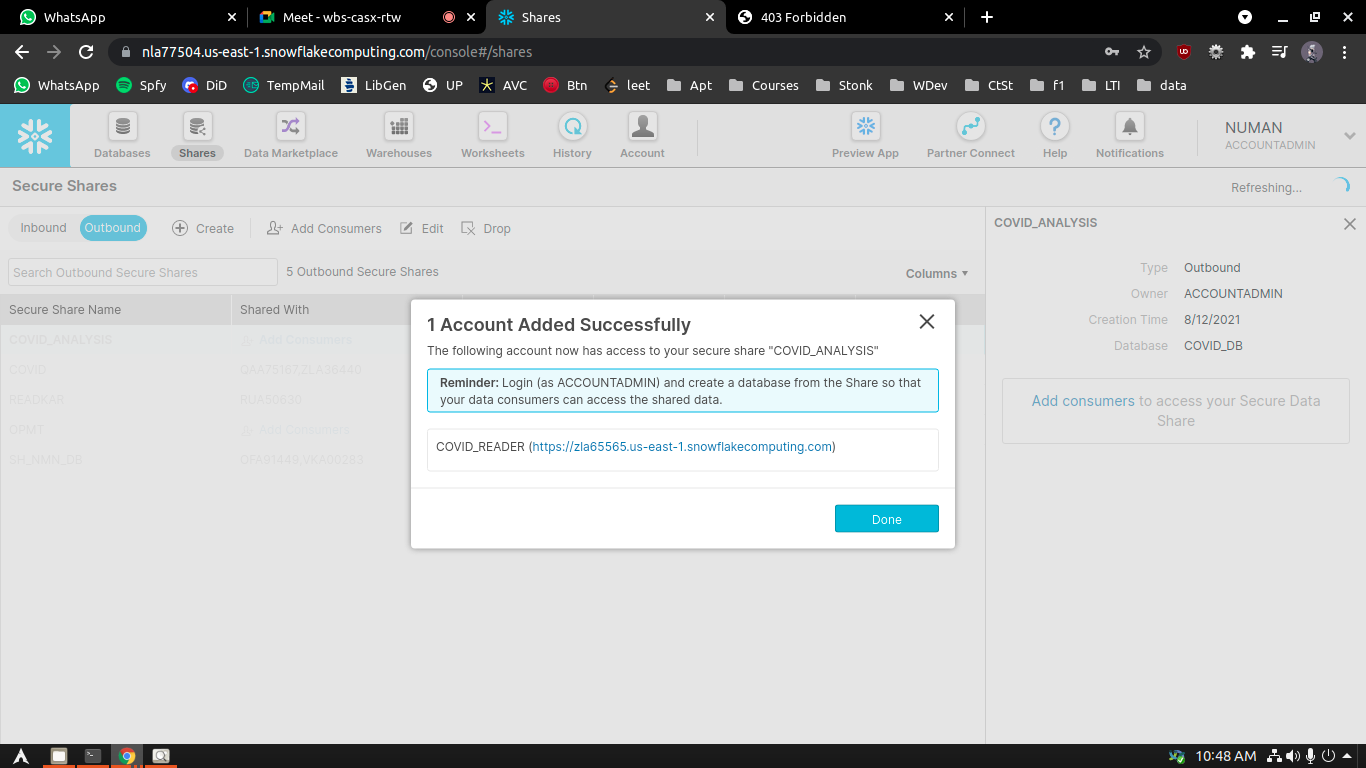 WhatsApp
Meet - wbs-casx-rtw
Shares
403 Forbidden
nla77504.us-east-1.snowflakecomputing.com/console#/shares
WhatsApp Spfy DiD TempMail LibGen UP AVC Btn leet Apt Courses Stonk WDev CtSt f1 LTI data
Databases Shares Data Marketplace Warehouses Worksheets History Account Preview App Partner Connect Help Notifications
NUMAN
ACCOUNTADMIN
Secure Shares
Refreshing...
Inbound Outbound Create Add Consumers Edit Drop
Search Outbound Secure Shares
5 Outbound Secure Shares
Columns
Secure Share Name Shared With
COVID_ANALYSIS Add Consumers
COVID QAA75167,ZLA36440
READKAR RUA50630
OPMT Add Consumers
SH_NMN_DB OFA91449,VKA00283
1 Account Added Successfully
The following account now has access to your secure share "COVID_ANALYSIS"
Reminder: Login (as ACCOUNTADMIN) and create a database from the Share so that
your data consumers can access the shared data.
COVID_READER (https://zla65565.us-east-1.snowflakecomputing.com)
Done
COVID_ANALYSIS
Type Outbound
Owner ACCOUNTADMIN
Creation Time 8/12/2021
Database COVID_DB
Add consumers to access your Secure Data
Share
10:48 AM